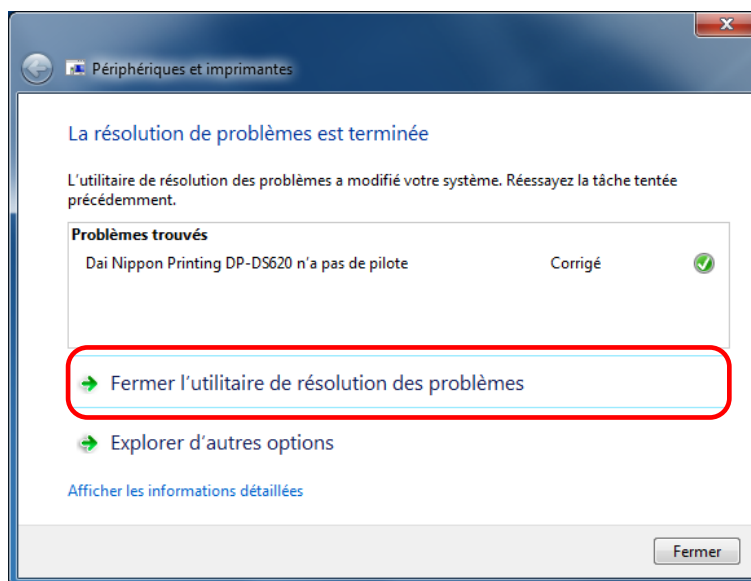 Périphériques et imprimantes
La résolution de problèmes est terminée
L'utilitaire de résolution des problèmes a modifié votre système. Réessayez la tâche tentée
précédemment.
Problèmes trouvés
Dai Nippon Printing DP-DS620 n'a pas de pilote Corrigé
Fermer l'utilitaire de résolution des problèmes
Explorer d'autres options
Afficher les informations détaillées
Fermer